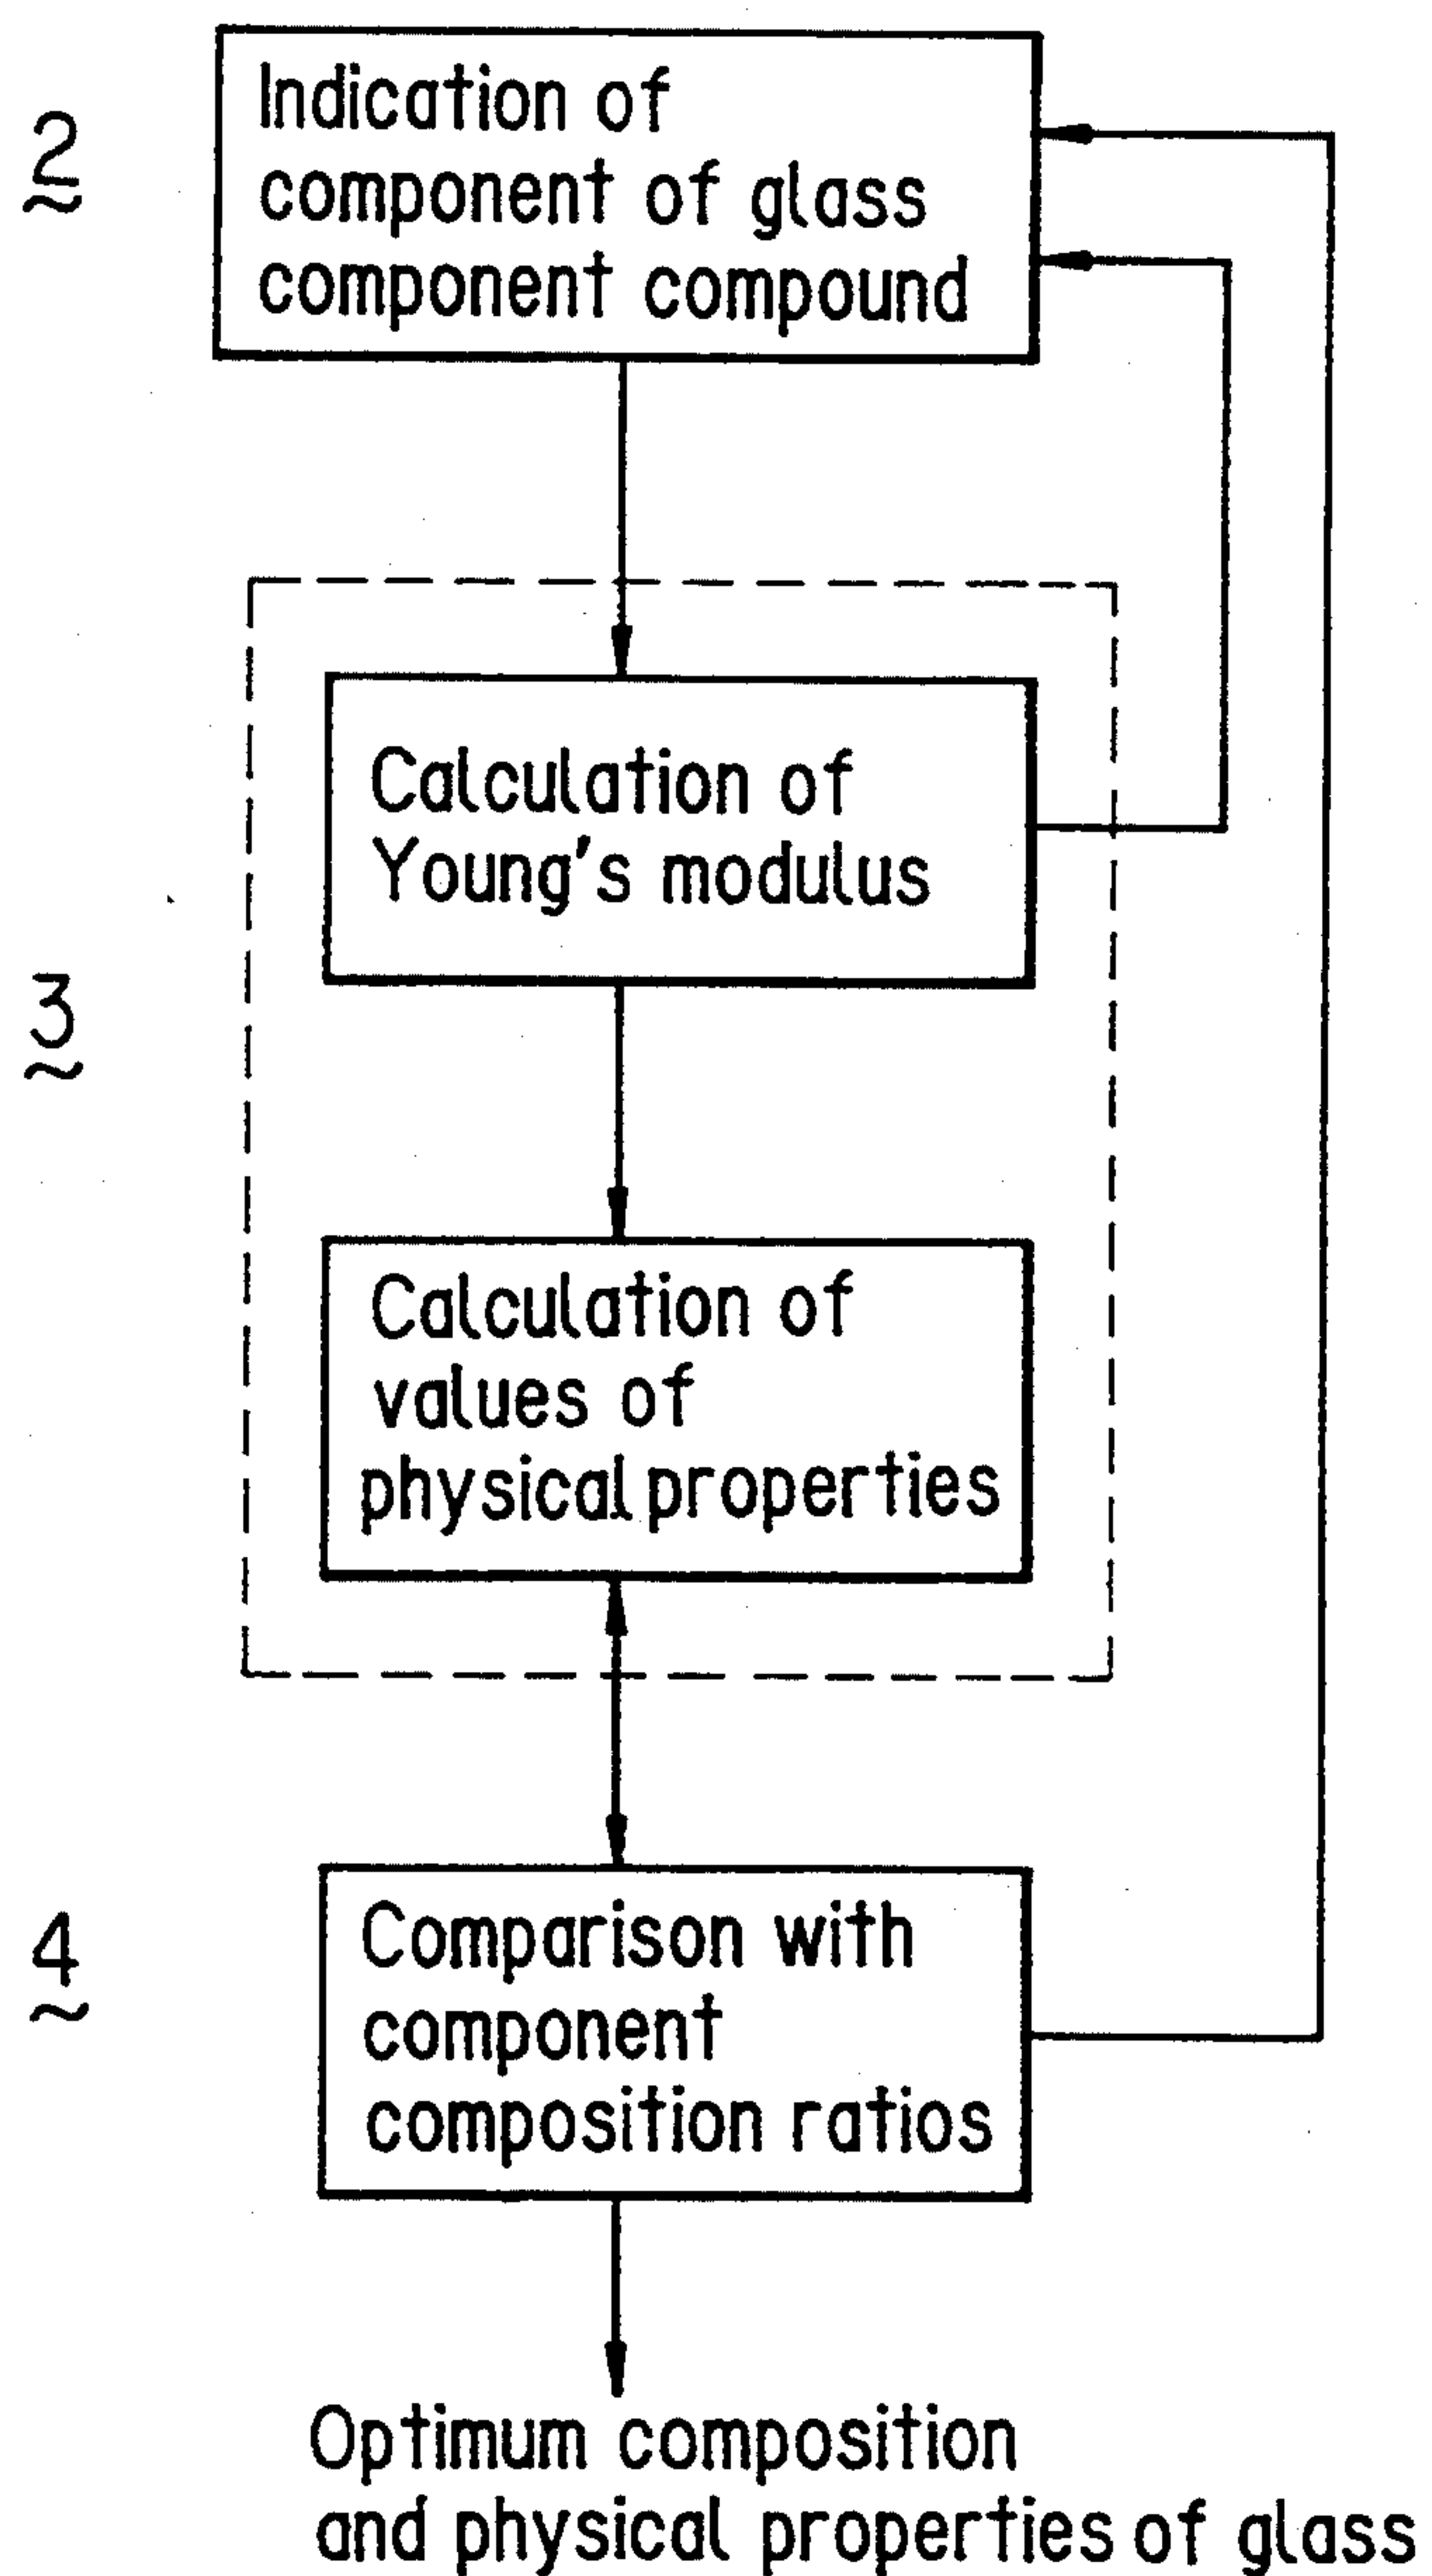 2
Indication of
component of glass
component compound
3
Calculation of
Young's modulus
Calculation of
values of
physical properties
4
Comparison with
component
composition ratios
Optimum composition
and physical properties of glass